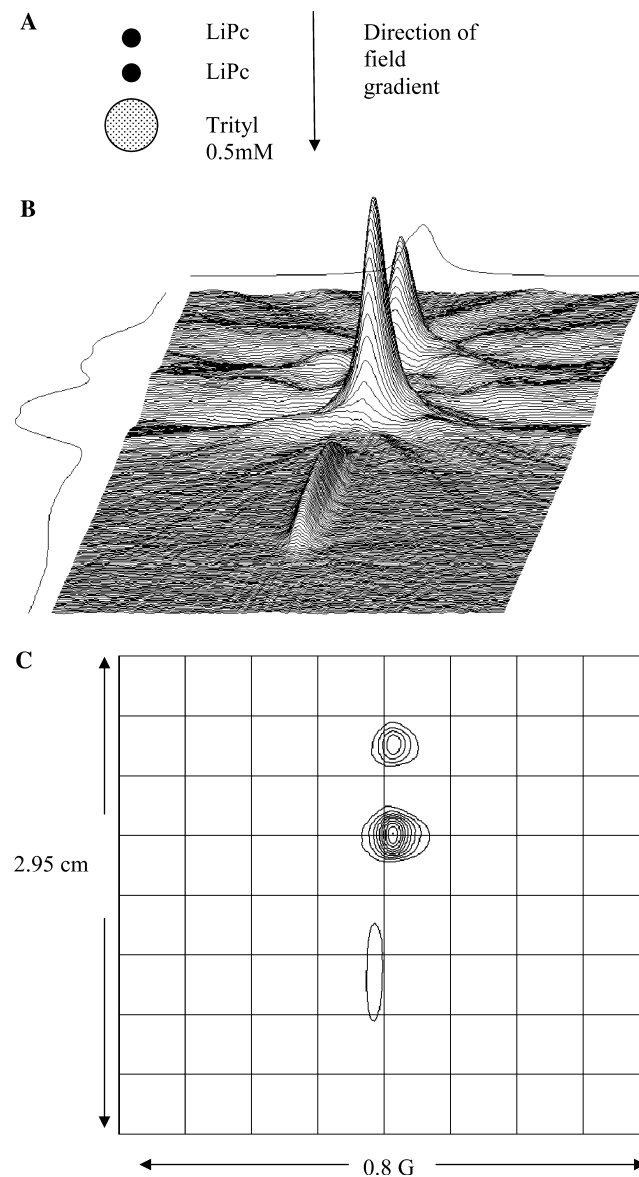 A
LiPc
LiPc
Trityl
0.5mM
Direction of
field
gradient
B
C
2.95 cm
0.8 G